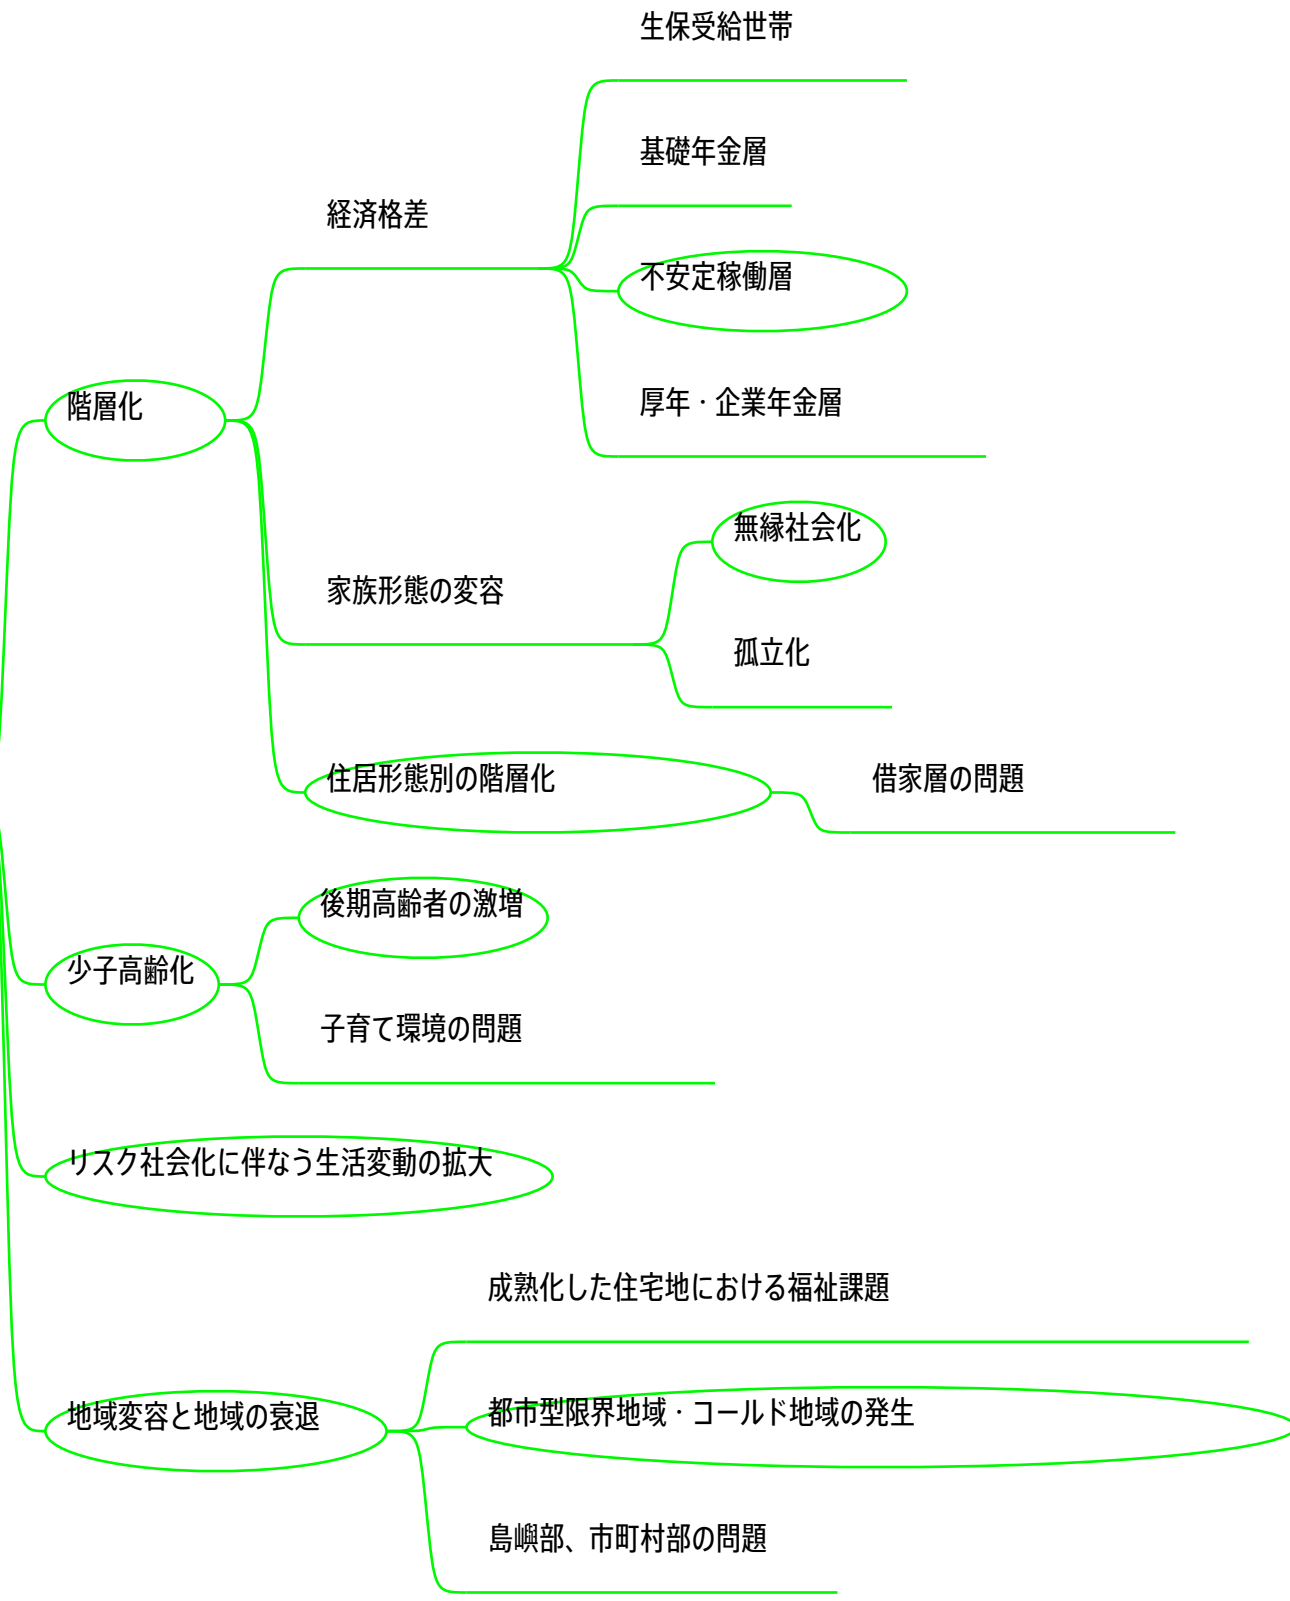 生保受給世帯
基礎年金層
経済格差
不安定稼働層
階層化
厚年・企業年金層
無縁社会化
家族形態の変容
孤立化
住居形態別の階層化
借家層の問題
後期高齢者の激増
少子高齢化
子育て環境の問題
リスク社会化に伴なう生活変動の拡大
成熟化した住宅地における福祉課題
地域変容と地域の衰退
都市型限界地域・コールド地域の発生
島嶼部、市町村部の問題